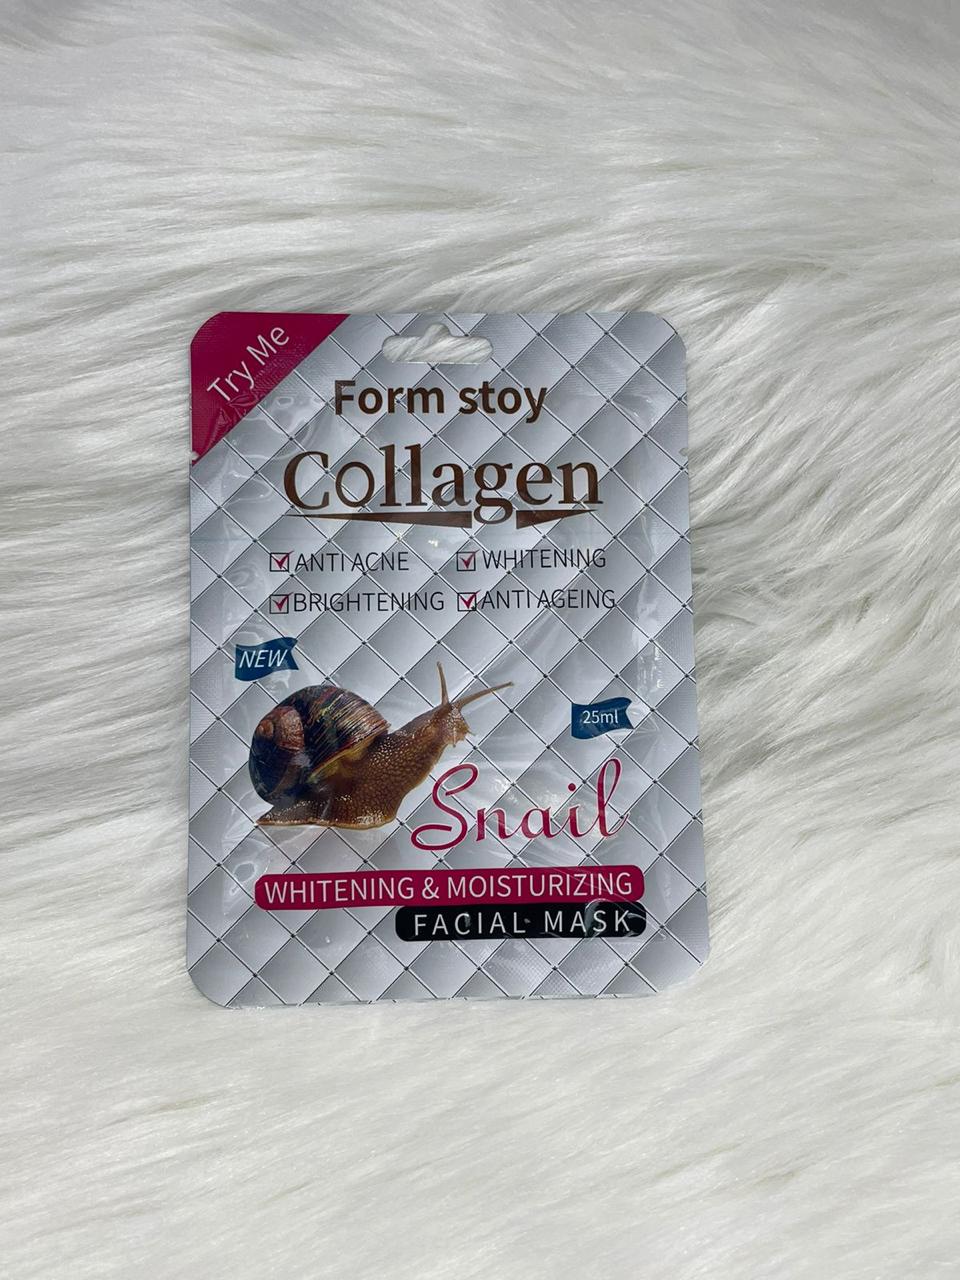 Try Me
Form stoy
Collagen
ANTI ACNE
WHITENING
BRIGHTENING
ANTI AGEING
NEW
25ml
Snail
WHITENING & MOISTURIZING
FACIAL MASK